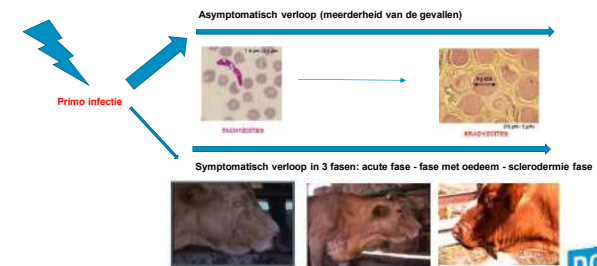 Asymptomatisch verloop (meerderheid van de gevallen)
Primo infectie
TACHYZOITES
BRADYZOITES
Symptomatisch verloop in 3 fasen: acute fase - fase met oedeem - sclerodermie fase